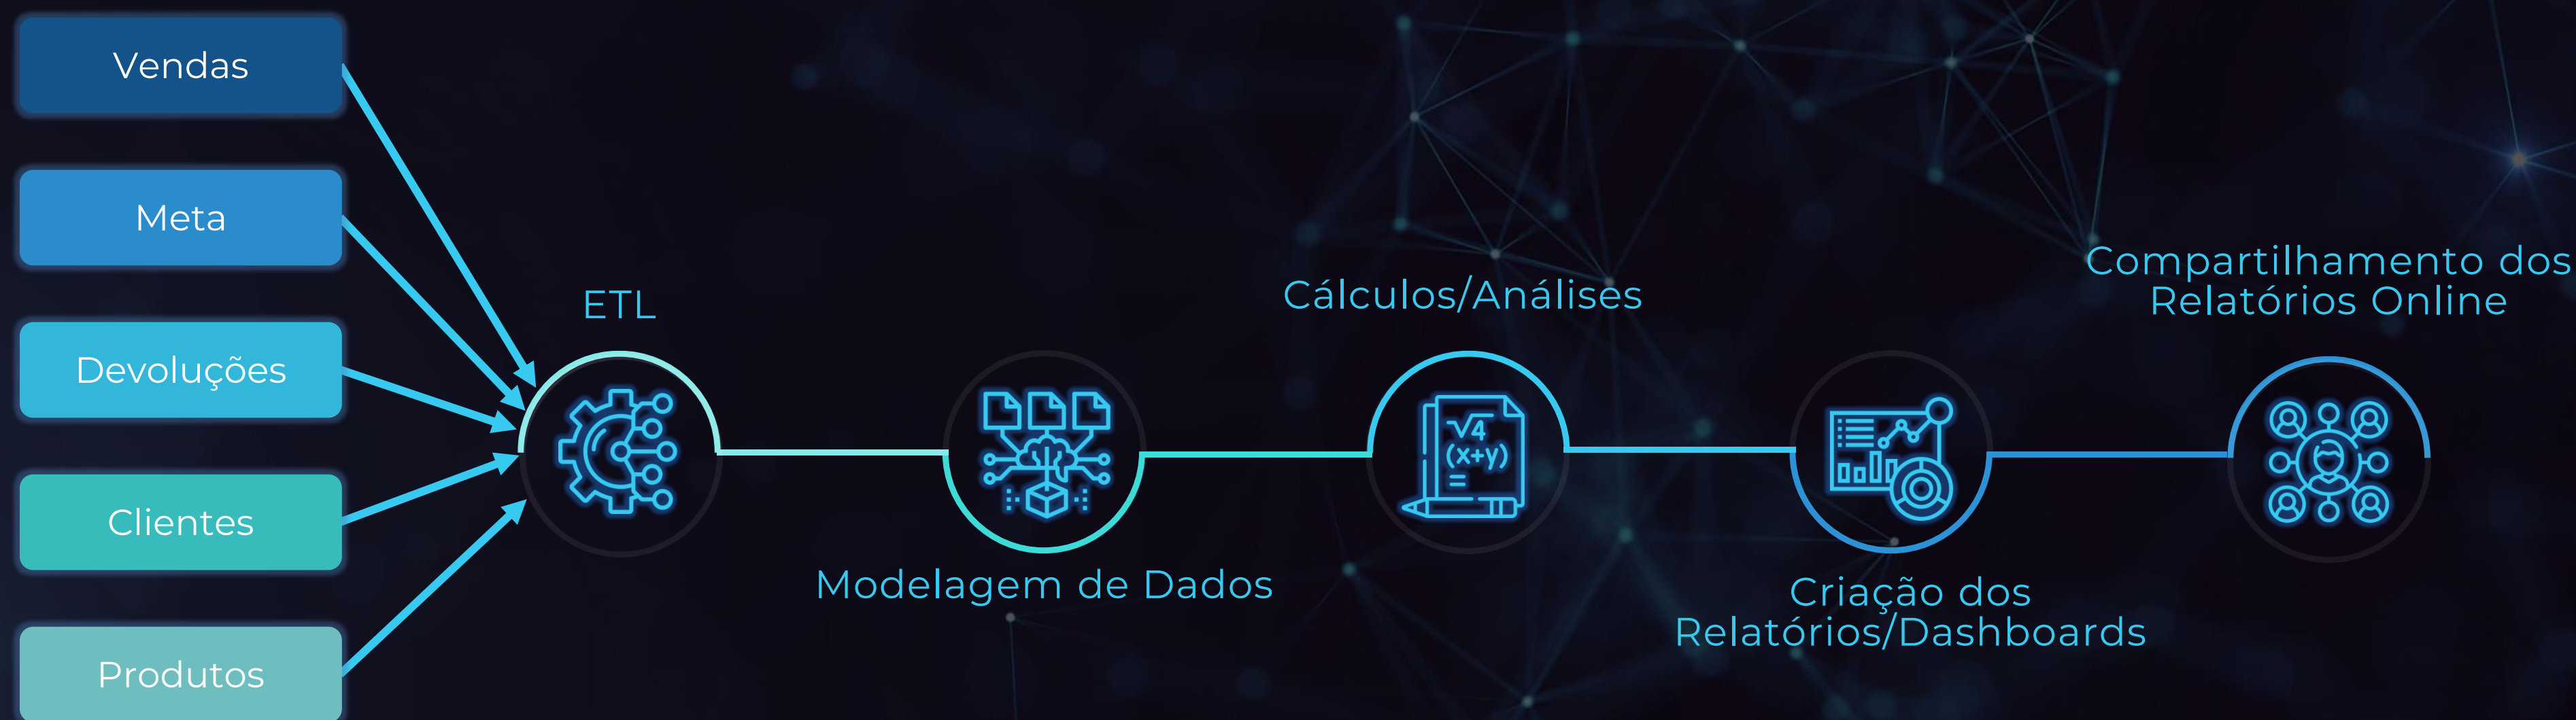 Vendas
Meta
Devoluções
Clientes
Produtos
ETL
Modelagem de Dados
Cálculos/Análises
√4
(x+y)
=
Criação dos
Relatórios/Dashboards
Compartilhamento dos
Relatórios Online